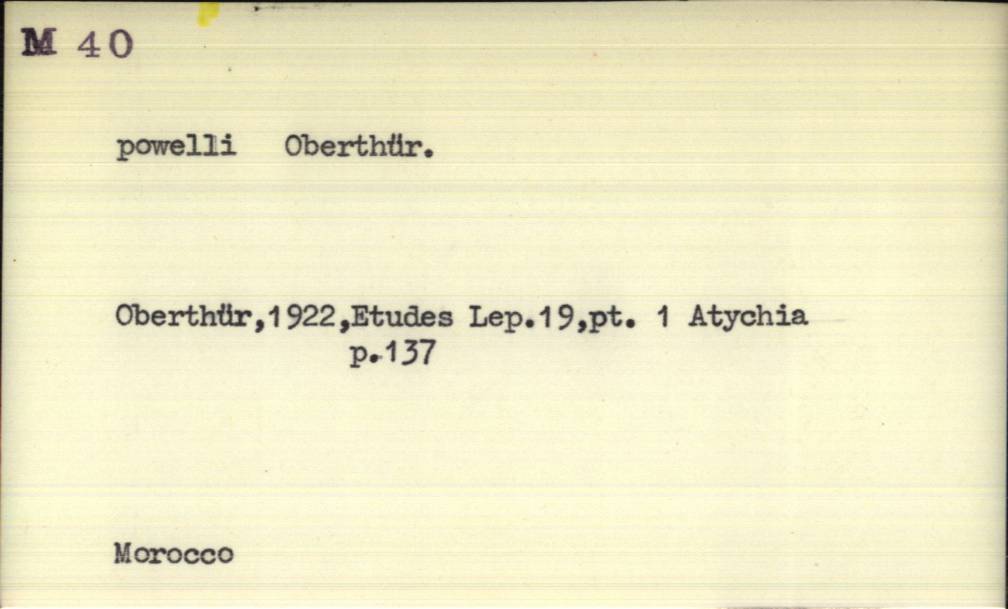 M 40
powelli Oberthür.
Oberthür,1922,Etudes Lep.19,pt. 1 Atychia
p.137
Morocco